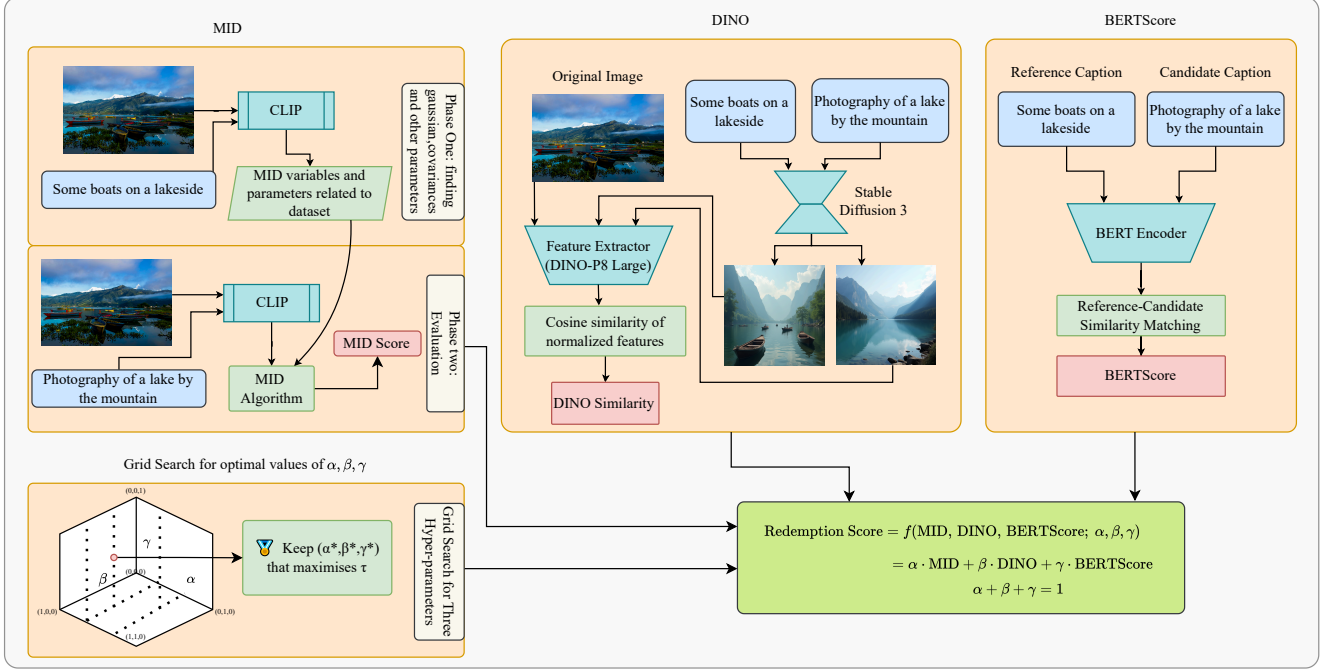 MID
CLIP
Some boats on a lakeside
MID variables and
parameters related to
dataset
Phase One: finding
gaussian,covariances
and other parameters
CLIP
MID Score
Photography of a lake by
the mountain
MID
Algorithm
Phase two:
Evaluation
DINO
Original Image
Some boats on a
lakeside
Photography of a lake
by the mountain
Stable
Diffusion 3
Feature Extractor
(DINO-P8 Large)
Cosine similarity of
normalized features
DINO Similarity
BERTScore
Reference Caption
Candidate Caption
Some boats on a
lakeside
Photography of a lake
by the mountain
BERT Encoder
Reference-Candidate
Similarity Matching
BERTScore
Grid Search for optimal values of α, β, γ
(0,0,1)
γ
β
(0,0,0)
α
(1,0,0)
(0,1,0)
(1,1,0)
Keep (α*,β*,γ*)
that maximises τ
Grid Search for Three
Hyper-parameters
Redemption Score = f(MID, DINO, BERTScore; α, β, γ)
= α · MID + β · DINO + γ · BERTScore
α + β + γ = 1